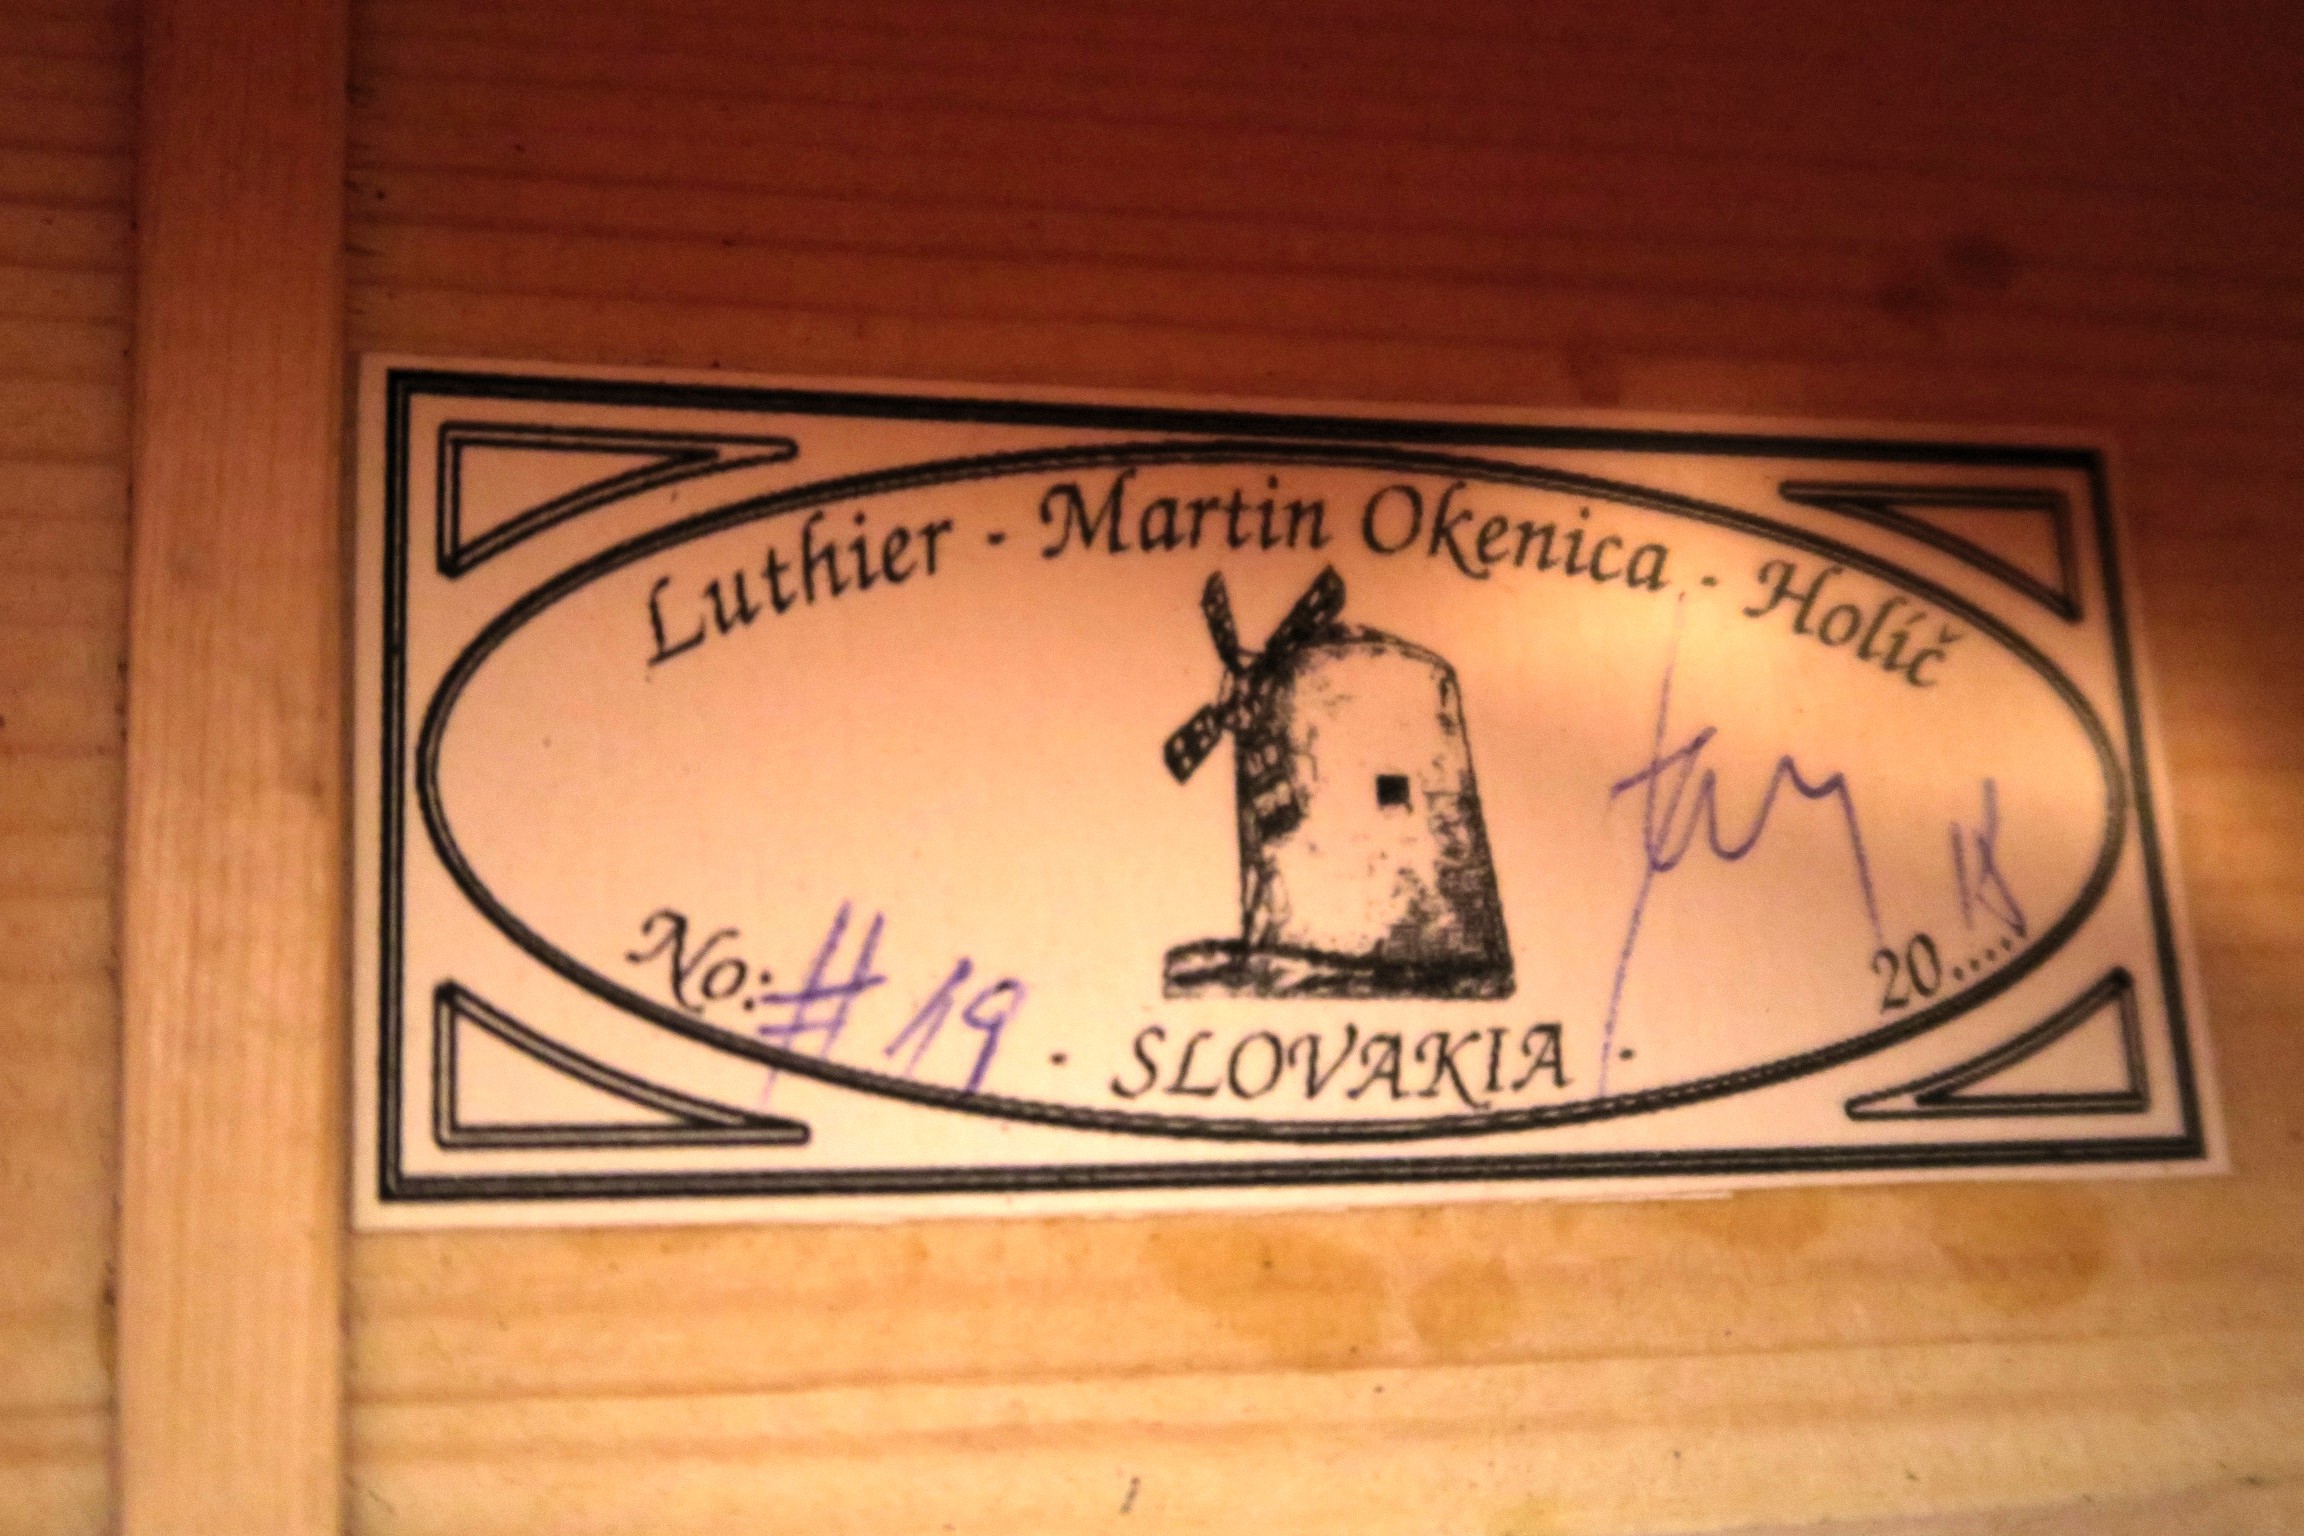 Luthier - Martin Okenica - Holíč
No: # 19
20.....18
· SLOVAKIA ·